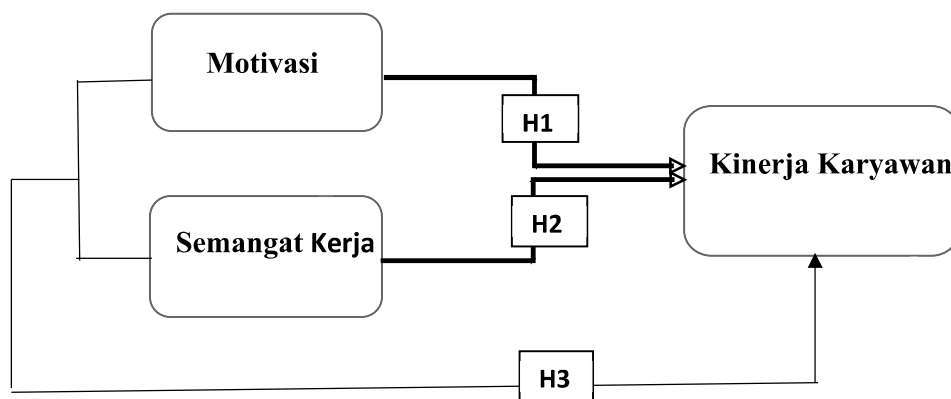 Motivasi
H1
Kinerja Karyawan
H2
Semangat Kerja
H3